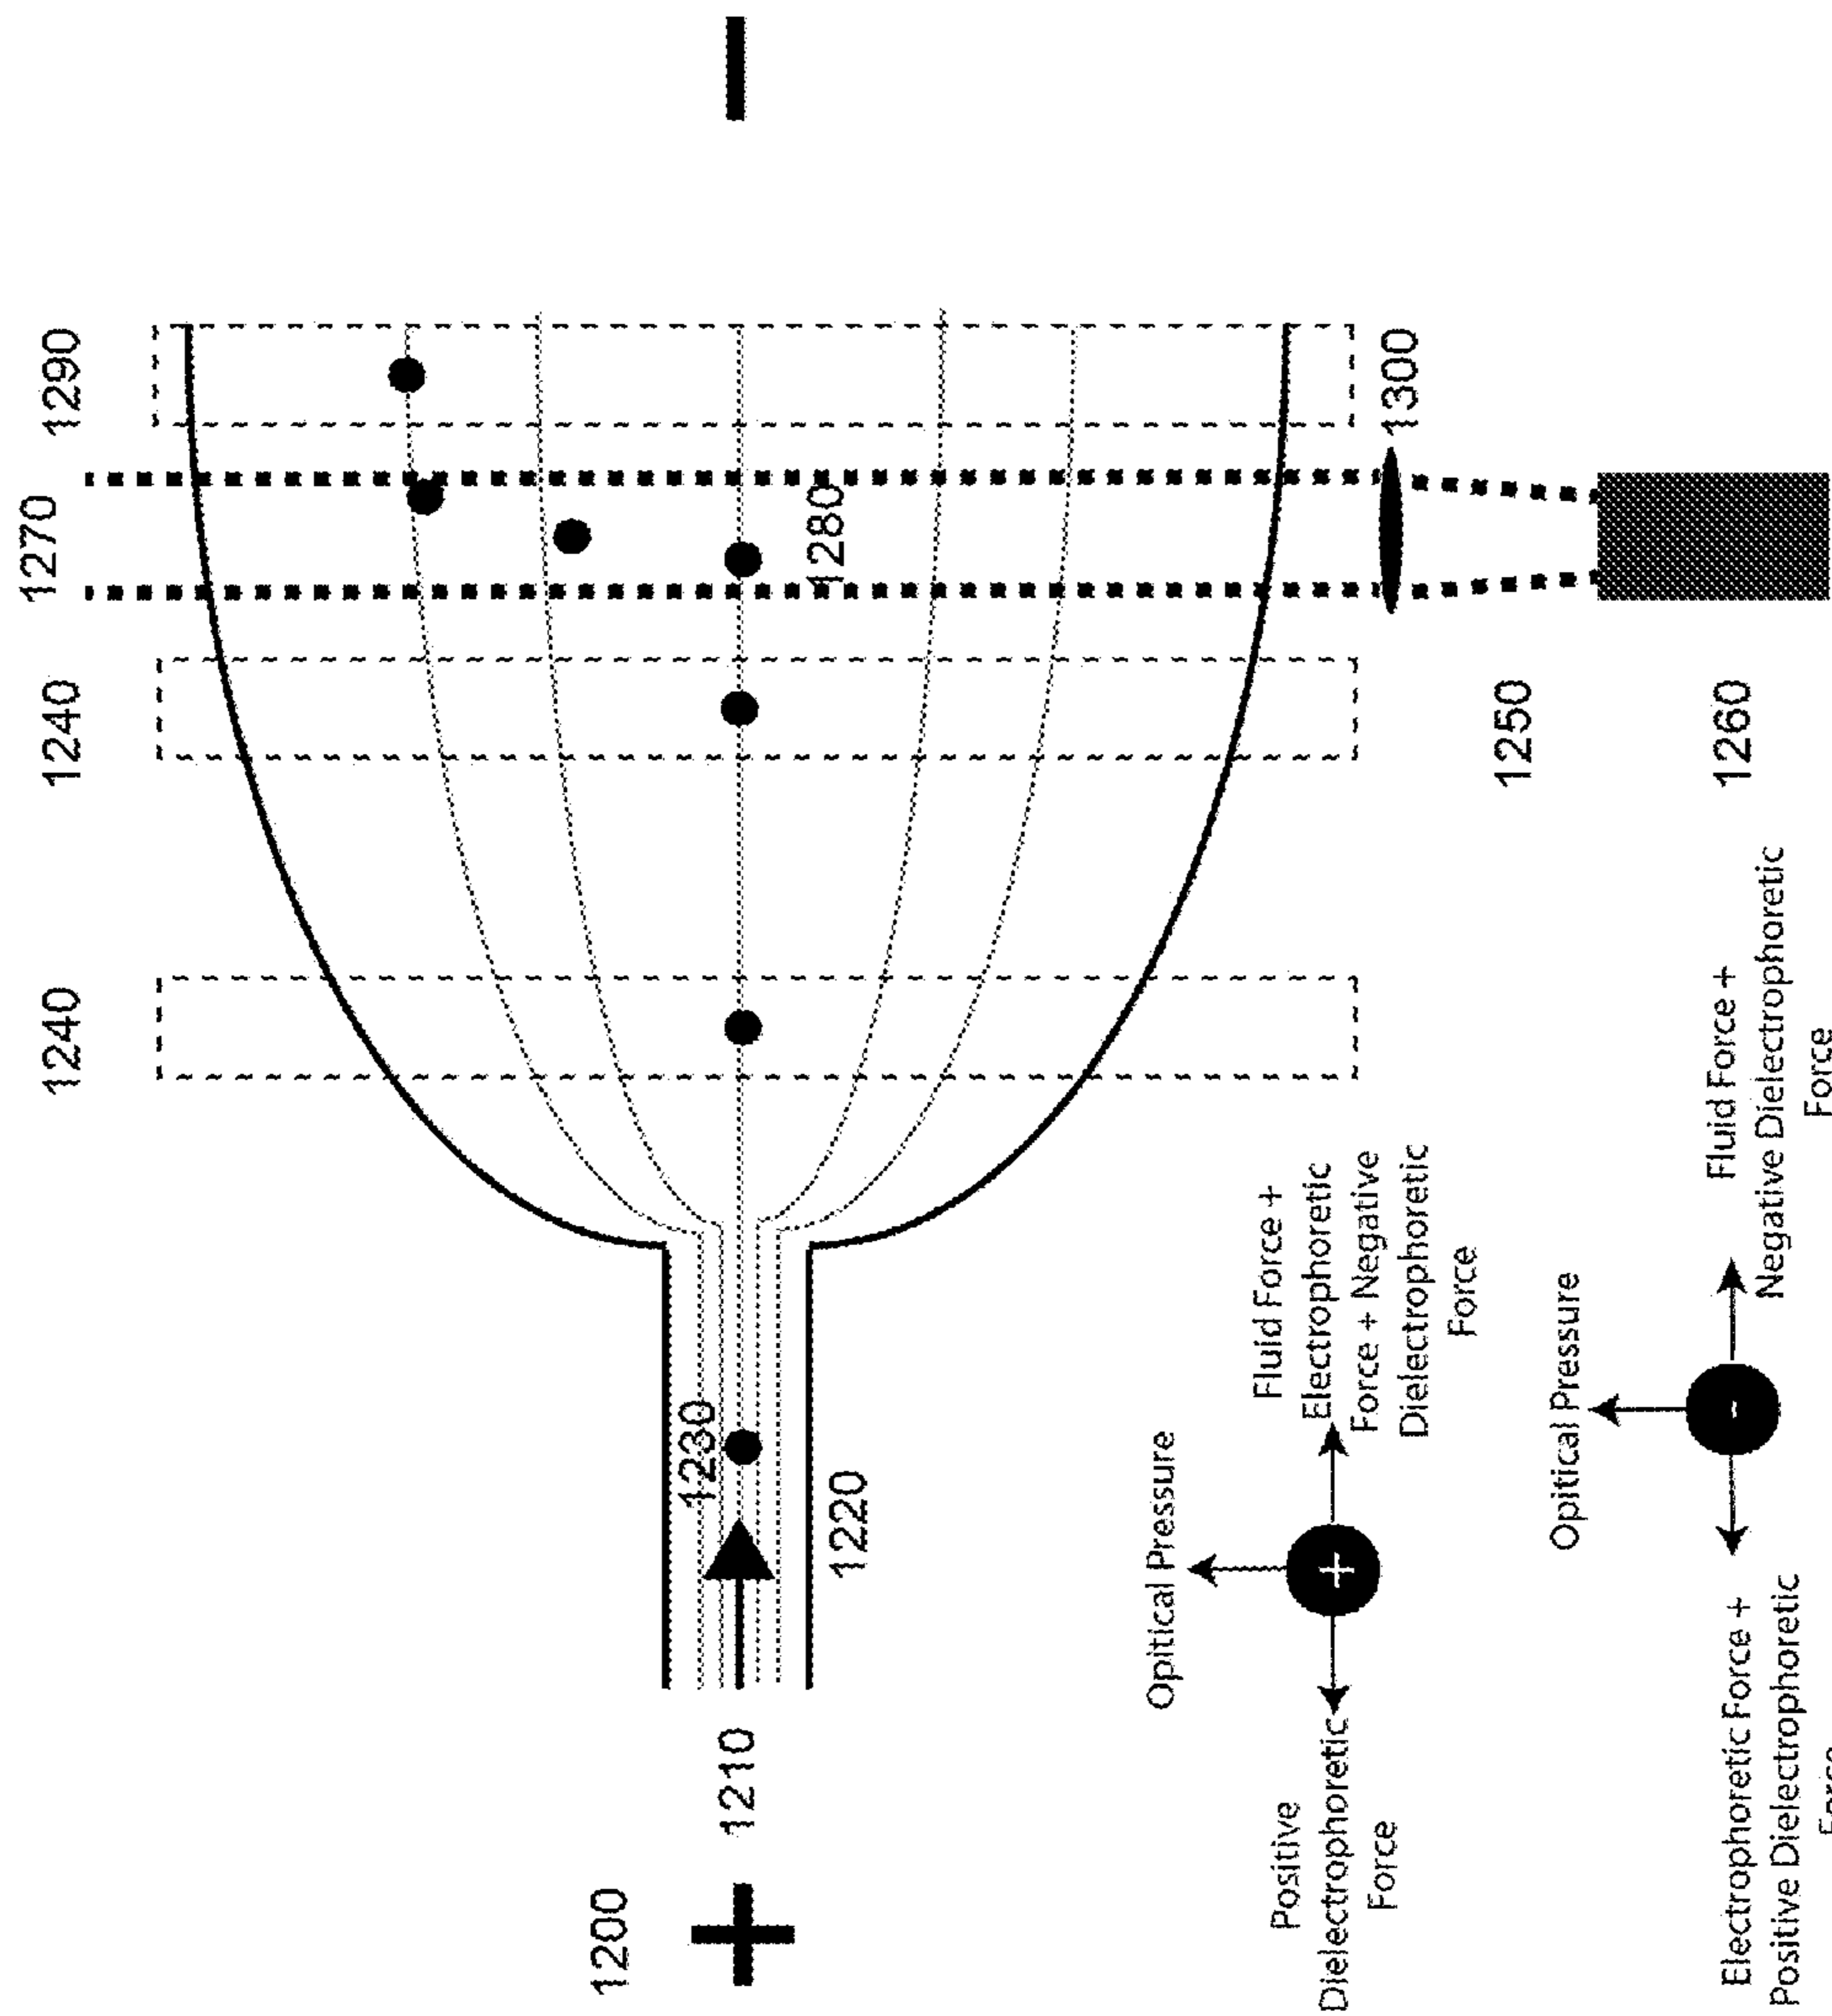 1270
1240
1240
1290
1200
1230
+
1210
1280
1220
–
Opitical Pressure
Positive
Dielectrophoretic
Force
+
Fluid Force +
Electrophoretic
Force + Negative
Dielectrophoretic
Force
1300
1250
1260
Opitical Pressure
Electrophoretic Force +
Positive Dielectrophoretic
-
Fluid Force +
Negative Dielectrophoretic
Force